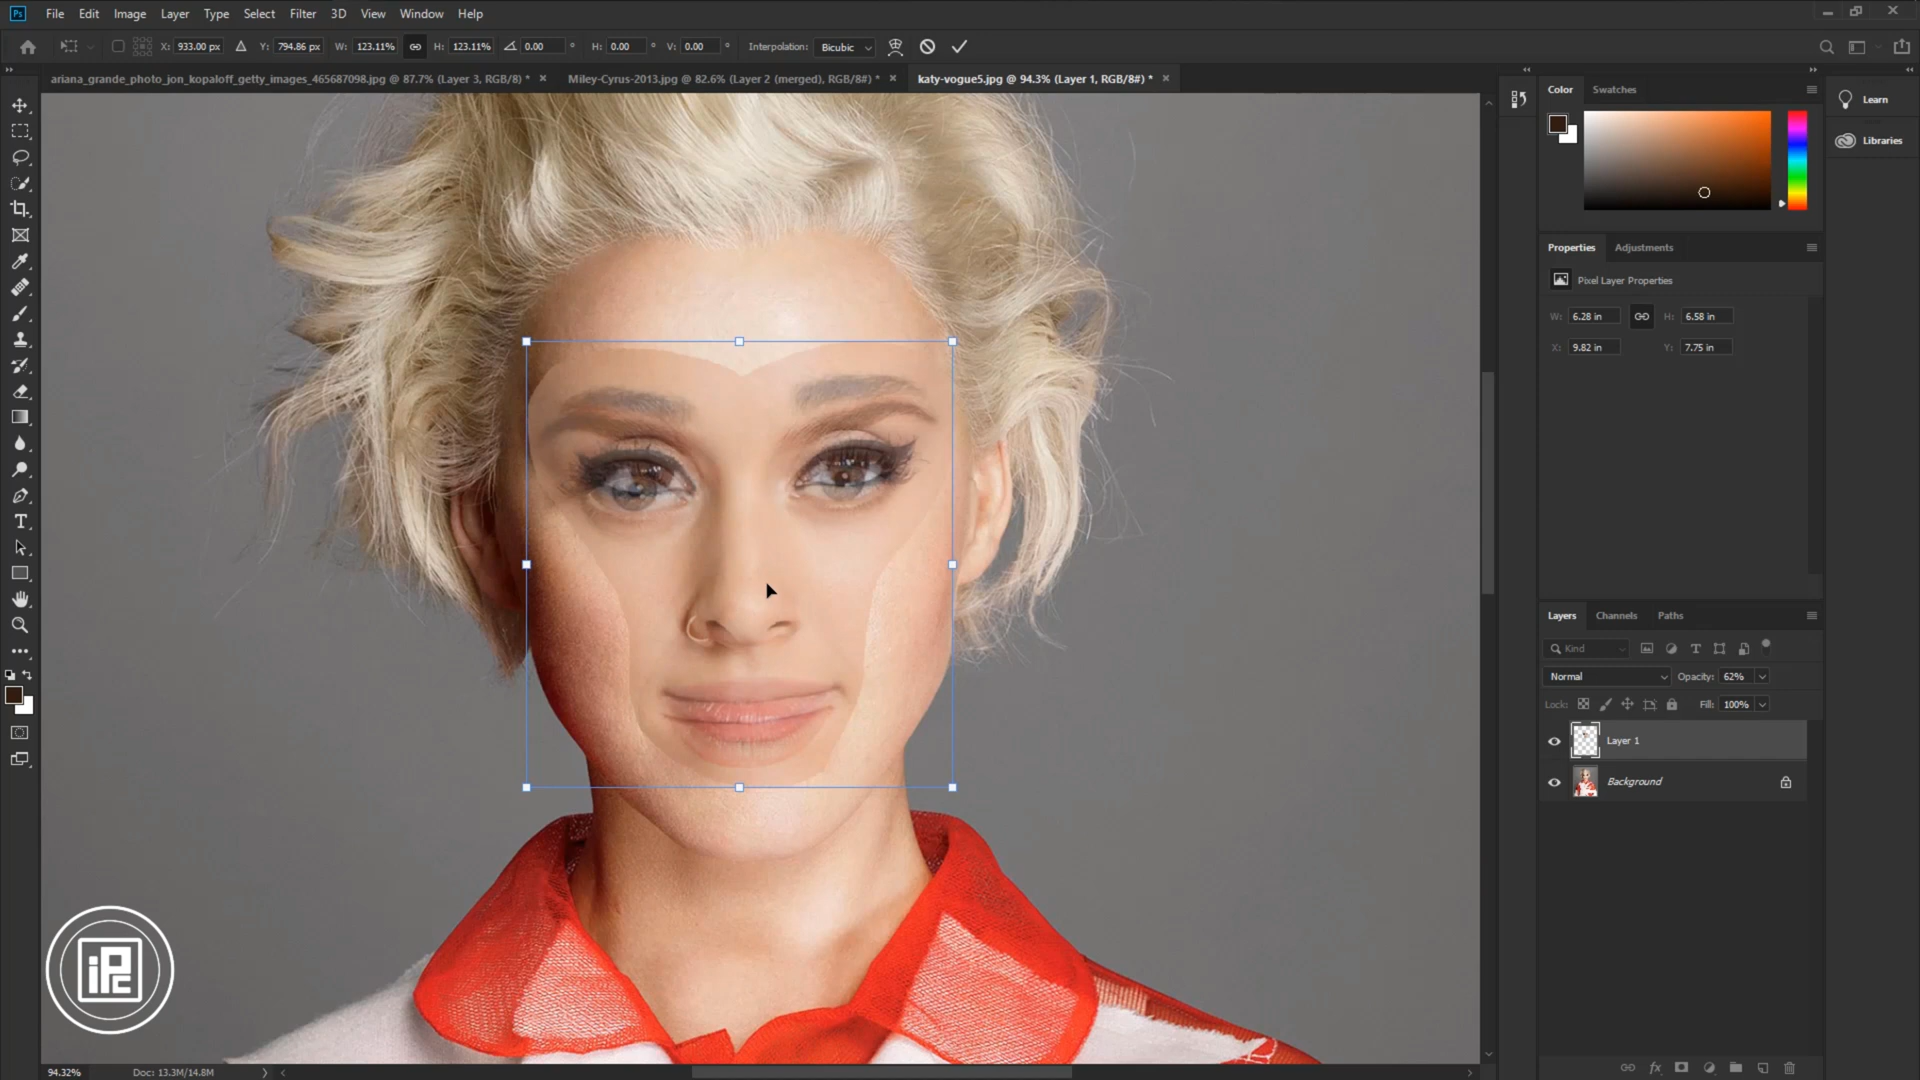 Ps File Edit Image Layer Type Select Filter 3D View Window Help
X: 933.00 px Y: 794.86 px W: 123.11% H: 123.11% 0.00 ° H: 0.00 ° V: 0.00 ° Interpolation: Bicubic
ariana_grande_photo_jon_kopaloff_getty_images_465687098.jpg @ 87.7% (Layer 3, RGB/8) * Miley-Cyrus-2013.jpg @ 82.6% (Layer 2 (merged), RGB/8#) * katy-vogue5.jpg @ 94.3% (Layer 1, RGB/8#) *
Color Swatches
Learn
Libraries
Properties Adjustments
Pixel Layer Properties
W: 6.28 in H: 6.58 in
X: 9.82 in Y: 7.75 in
Layers Channels Paths
Kind
Normal Opacity: 62%
Lock: Fill: 100%
Layer 1
Background
iPc
94.32% Doc: 13.3M/14.8M